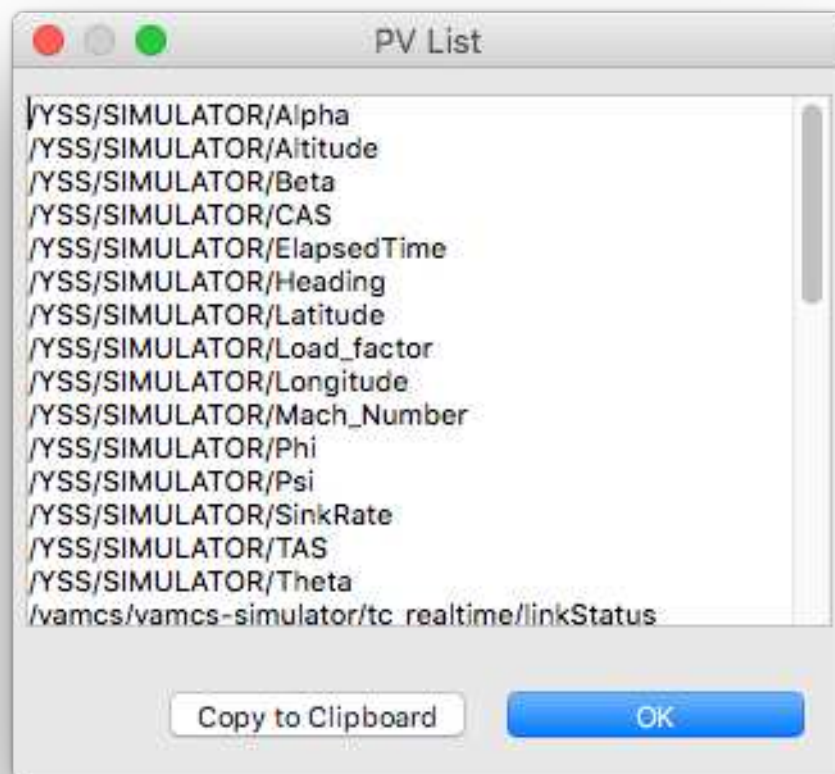 PV List
/YSS/SIMULATOR/Alpha
/YSS/SIMULATOR/Altitude
/YSS/SIMULATOR/Beta
/YSS/SIMULATOR/CAS
/YSS/SIMULATOR/ElapsedTime
/YSS/SIMULATOR/Heading
/YSS/SIMULATOR/Latitude
/YSS/SIMULATOR/Load_factor
/YSS/SIMULATOR/Longitude
/YSS/SIMULATOR/Mach_Number
/YSS/SIMULATOR/Phi
/YSS/SIMULATOR/Psi
/YSS/SIMULATOR/SinkRate
/YSS/SIMULATOR/TAS
/YSS/SIMULATOR/Theta
/yamcs/yamcs-simulator/tc_realtime/linkStatus
Copy to Clipboard
OK